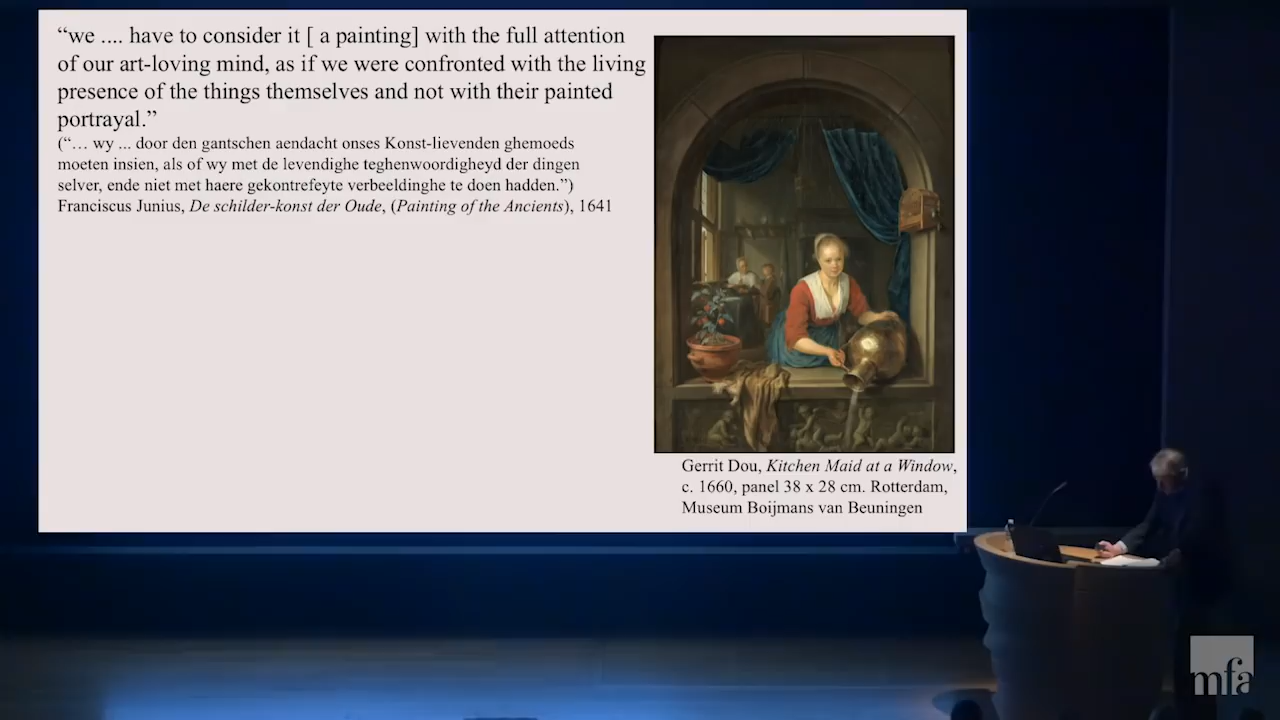 “we .... have to consider it [ a painting] with the full attention
of our art-loving mind, as if we were confronted with the living
presence of the things themselves and not with their painted
portrayal.”
(“… wy ... door den gantschen aendacht onses Konst-lievenden ghemoeds
moeten insien, als of wy met de levendighe teghenwoordigheyd der dingen
selver, ende niet met haere gekontrefeyte verbeeldinghe te doen hadden.”)
Franciscus Junius, De schilder-konst der Oude, (Painting of the Ancients), 1641
Gerrit Dou, Kitchen Maid at a Window,
c. 1660, panel 38 x 28 cm. Rotterdam,
Museum Boijmans van Beuningen
mfa